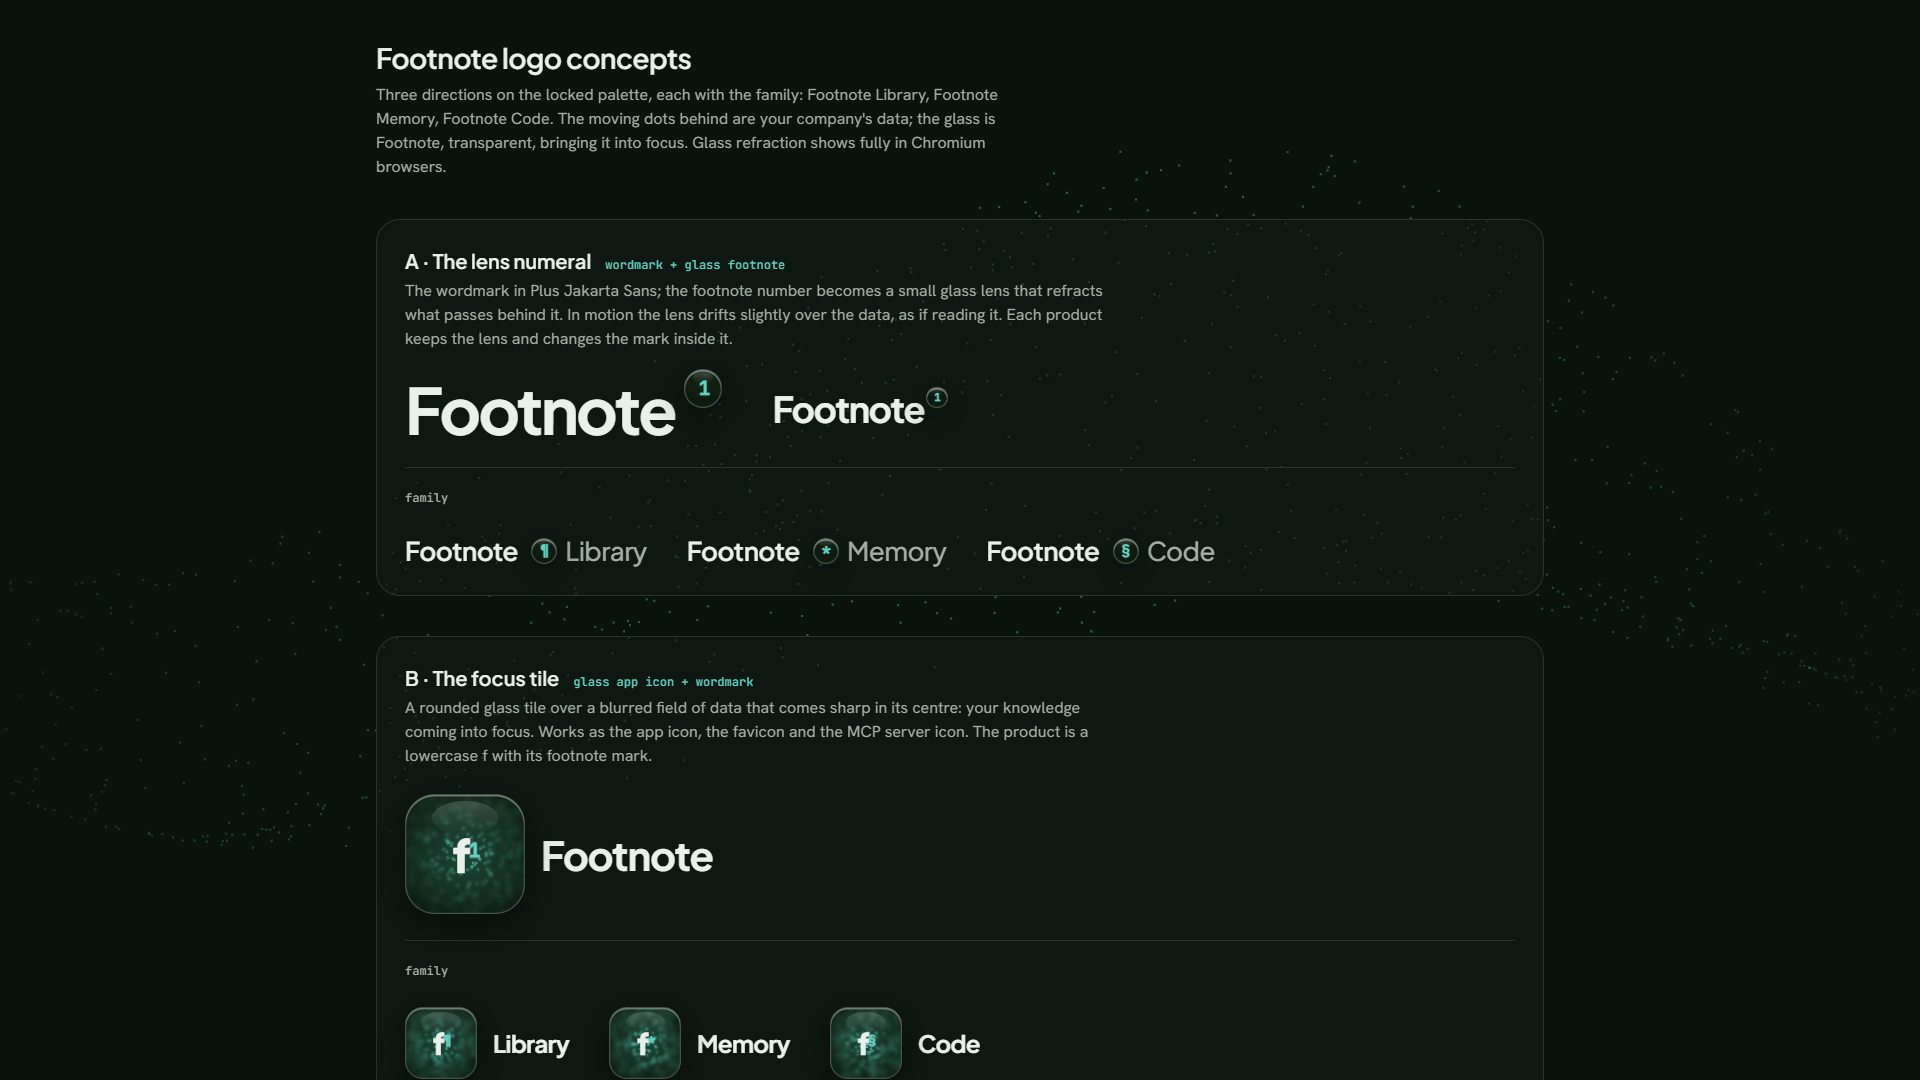 Footnote logo concepts
Three directions on the locked palette, each with the family: Footnote Library, Footnote
Memory, Footnote Code. The moving dots behind are your company's data; the glass is
Footnote, transparent, bringing it into focus. Glass refraction shows fully in Chromium
browsers.
A · The lens numeral wordmark + glass footnote
The wordmark in Plus Jakarta Sans; the footnote number becomes a small glass lens that refracts
what passes behind it. In motion the lens drifts slightly over the data, as if reading it. Each product
keeps the lens and changes the mark inside it.
Footnote 1 Footnote 1
family
Footnote ¶ Library Footnote * Memory Footnote § Code
B · The focus tile glass app icon + wordmark
A rounded glass tile over a blurred field of data that comes sharp in its centre: your knowledge
coming into focus. Works as the app icon, the favicon and the MCP server icon. The product is a
lowercase f with its footnote mark.
f1 Footnote
family
f¶ Library f* Memory f§ Code